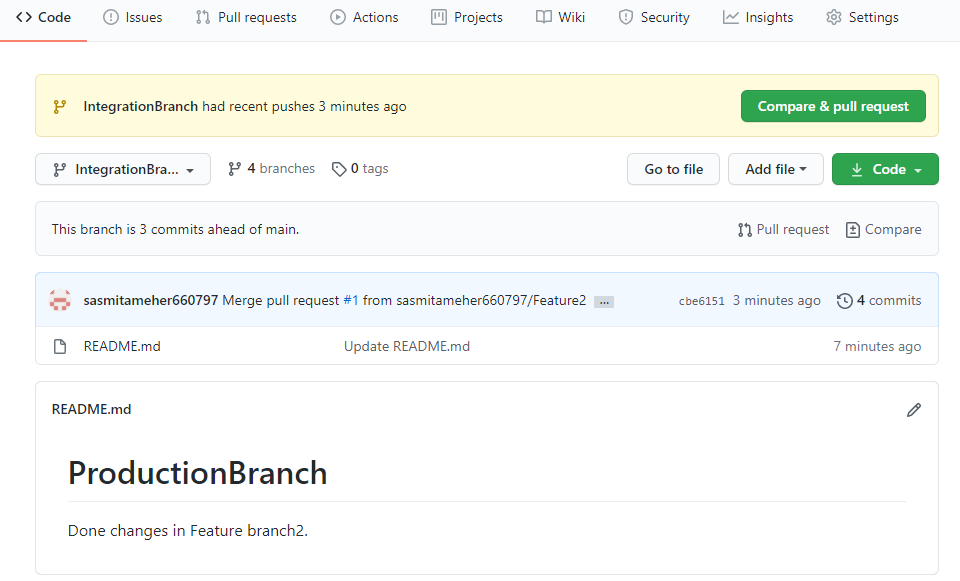 Code Issues Pull requests Actions Projects Wiki Security Insights Settings
IntegrationBranch had recent pushes 3 minutes ago Compare & pull request
IntegrationBra... 4 branches 0 tags Go to file Add file Code
This branch is 3 commits ahead of main. Pull request Compare
sasmitameher660797 Merge pull request #1 from sasmitameher660797/Feature2 ... cbe6151 3 minutes ago 4 commits
README.md Update README.md 7 minutes ago
README.md
ProductionBranch
Done changes in Feature branch2.